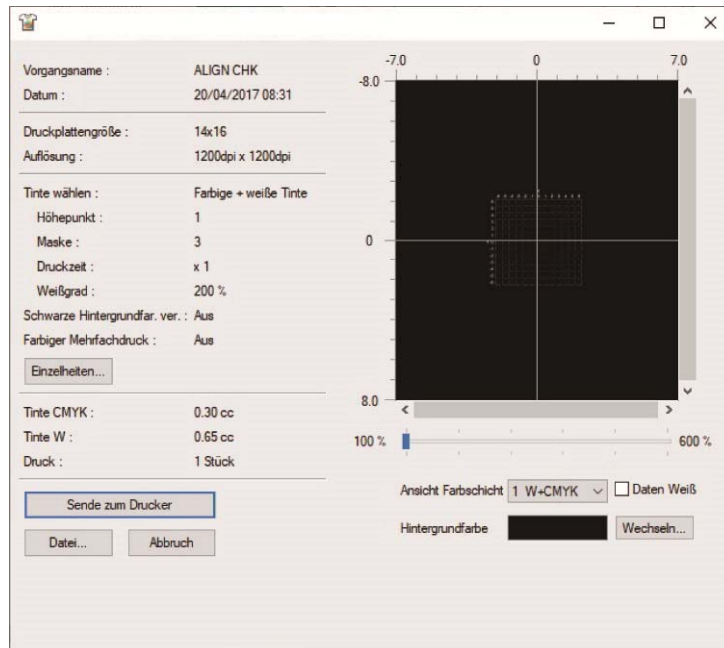 Vorgangsname : ALIGN CHK
Datum : 20/04/2017 08:31
Druckplattengröße : 14x16
Auflösung : 1200dpi x 1200dpi
Tinte wählen : Farbige + weiße Tinte
Höhepunkt : 1
Maske : 3
Druckzeit : x 1
Weißgrad : 200 %
Schwarze Hintergrundfar. ver. : Aus
Farbiger Mehrfachdruck : Aus
Einzelheiten...
Tinte CMYK : 0.30 cc
Tinte W : 0.65 cc
Druck : 1 Stück
Sende zum Drucker
Datei... Abbruch
-7.0 0 7.0
-8.0
0
8.0
100 % 600 %
Ansicht Farbschicht 1 W+CMYK Daten Weiß
Hintergrundfarbe Wechseln...